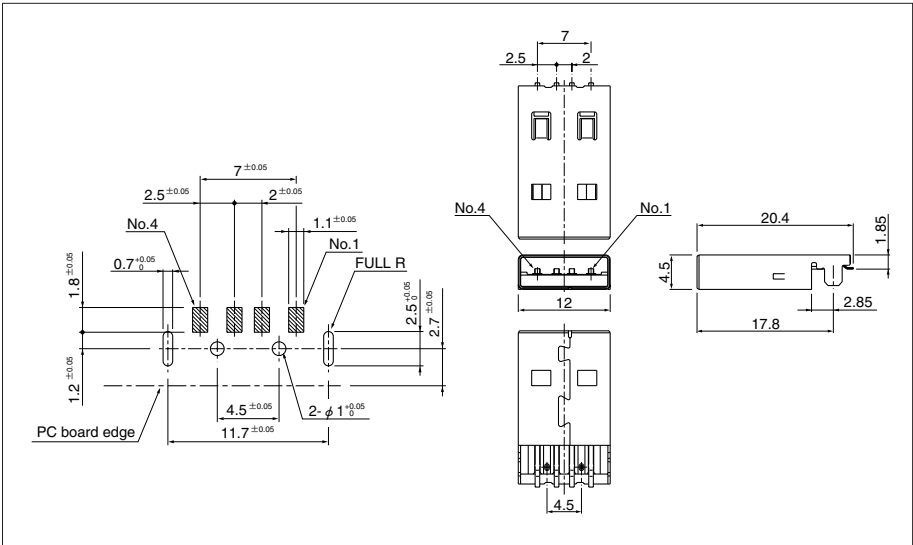 7 ±0.05
2.5 ±0.05
2 ±0.05
No.4
1.1 ±0.05
No.1
0.7 +0.05 0
FULL R
1.8 ±0.05
2.5 +0.05 0
2.7 ±0.05
1.2 ±0.05
4.5 ±0.05
2- φ 1 +0.05 0
PC board edge
11.7 ±0.05
7
2.5
2
No.4
No.1
4.5
12
20.4
1.85
2.85
17.8
4.5